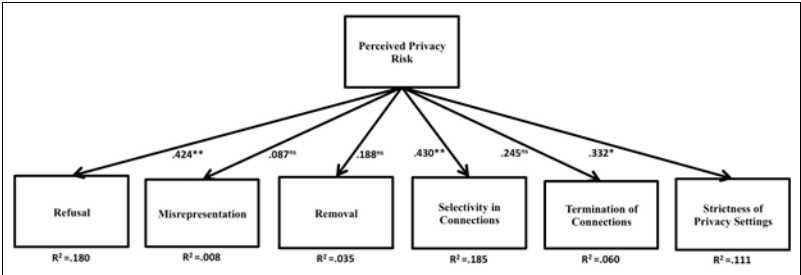 Perceived Privacy
Risk
.424** .087ns .188ns .430** .245ns .332*
Refusal
Misrepresentation
Removal
Selectivity in
Connections
Termination of
Connections
Strictness of
Privacy Settings
R² =.180 R² =.008 R² =.035 R² =.185 R² =.060 R² =.111